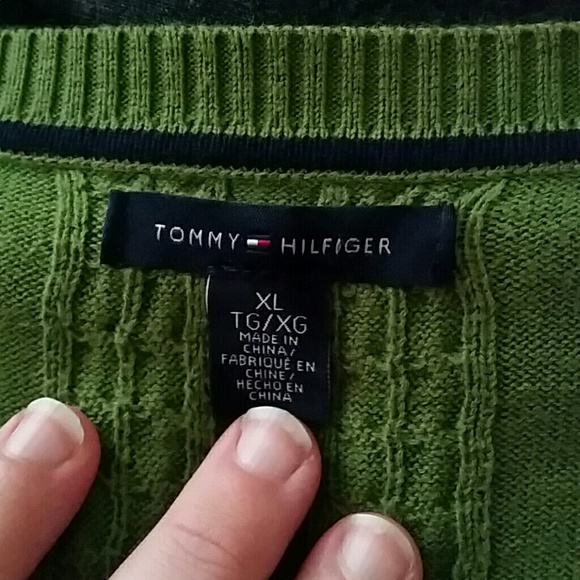 TOMMY HILFIGER
XL
TG/XG
MADE IN
CHINA/
FABRIQUÉ EN
CHINE/
HECHO EN
CHINA